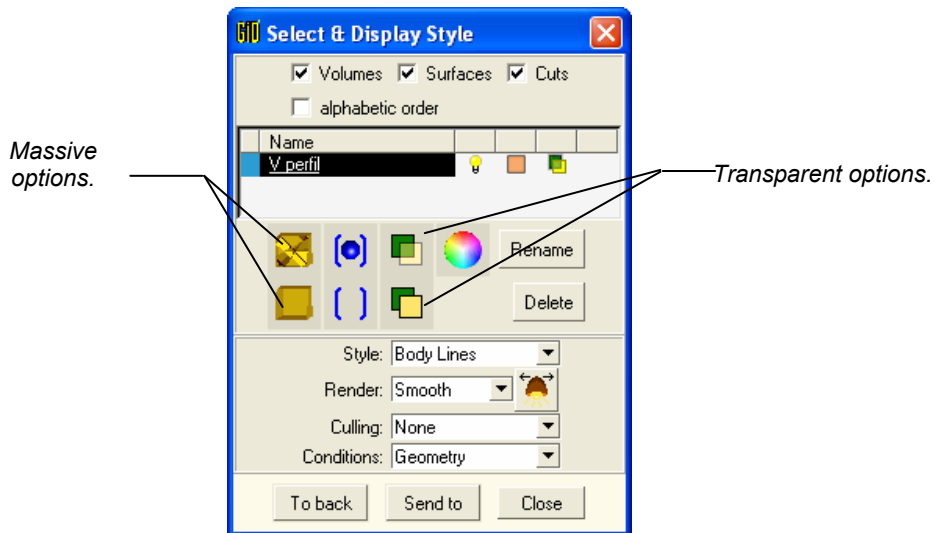 GiD Select & Display Style
Volumes Surfaces Cuts
alphabetic order
Name
V perfil
Massive
options.
Transparent options.
Rename
Delete
Style: Body Lines
Render: Smooth
Culling: None
Conditions: Geometry
To back Send to Close